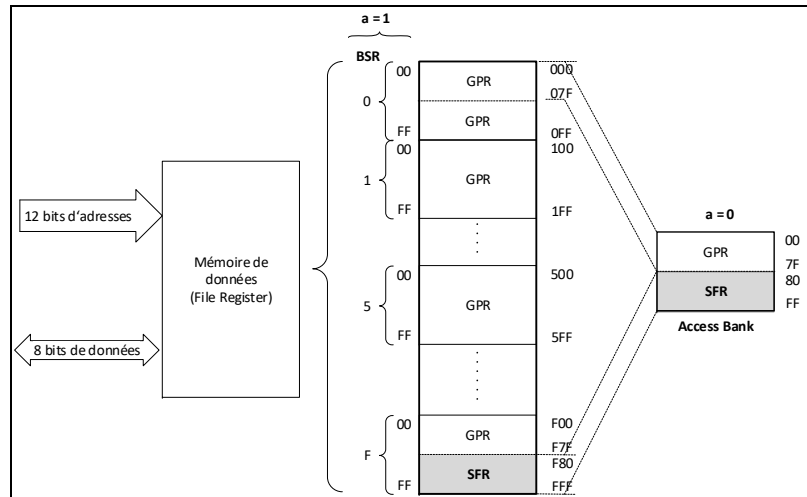 a = 1
BSR
00
GPR
000
07F
0
FF
GPR
0FF
00
100
1
GPR
FF
1FF
12 bits d'adresses
Mémoire de
données
(File Register)
8 bits de données
00
500
5
GPR
FF
5FF
00
GPR
F00
F7F
F
F80
SFR
FF
FFF
a = 0
GPR
00
7F
SFR
80
FF
Access Bank